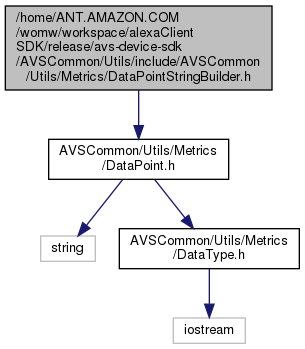 /home/ANT.AMAZON.COM
/womw/workspace/alexaClient
SDK/release/avs-device-sdk
/AVSCommon/Utils/include/AVSCommon
/Utils/Metrics/DataPointStringBuilder.h
AVSCommon/Utils/Metrics
/DataPoint.h
string
AVSCommon/Utils/Metrics
/DataType.h
iostream